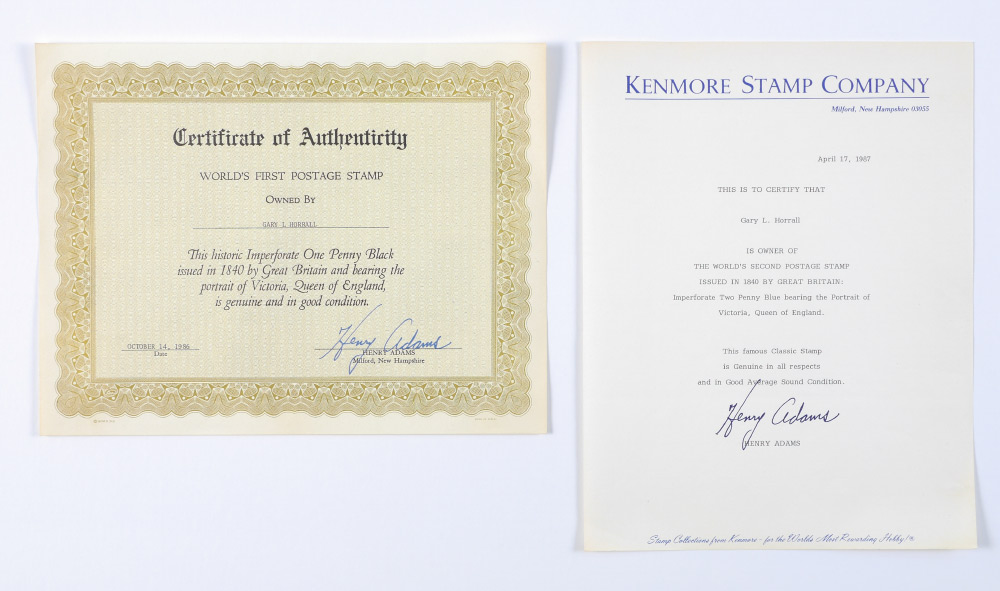 Certificate of Authenticity
WORLD'S FIRST POSTAGE STAMP
OWNED BY
GARY L HORRALL
This historic Imperforate One Penny Black
issued in 1840 by Great Britain and bearing the
portrait of Victoria, Queen of England,
is genuine and in good condition.
OCTOBER 14, 1986
Date
Henry Adams
HENRY ADAMS
Milford, New Hampshire
KENMORE STAMP COMPANY
Milford, New Hampshire 03055
April 17, 1987
THIS IS TO CERTIFY THAT
Gary L. Horrall
IS OWNER OF
THE WORLD'S SECOND POSTAGE STAMP
ISSUED IN 1840 BY GREAT BRITAIN:
Imperforate Two Penny Blue bearing the Portrait of
Victoria, Queen of England.
This famous Classic Stamp
is Genuine in all respects
and in Good Average Sound Condition.
Henry Adams
HENRY ADAMS
Stamp Collections from Kenmore - for the Worlds Most Rewarding Hobby!